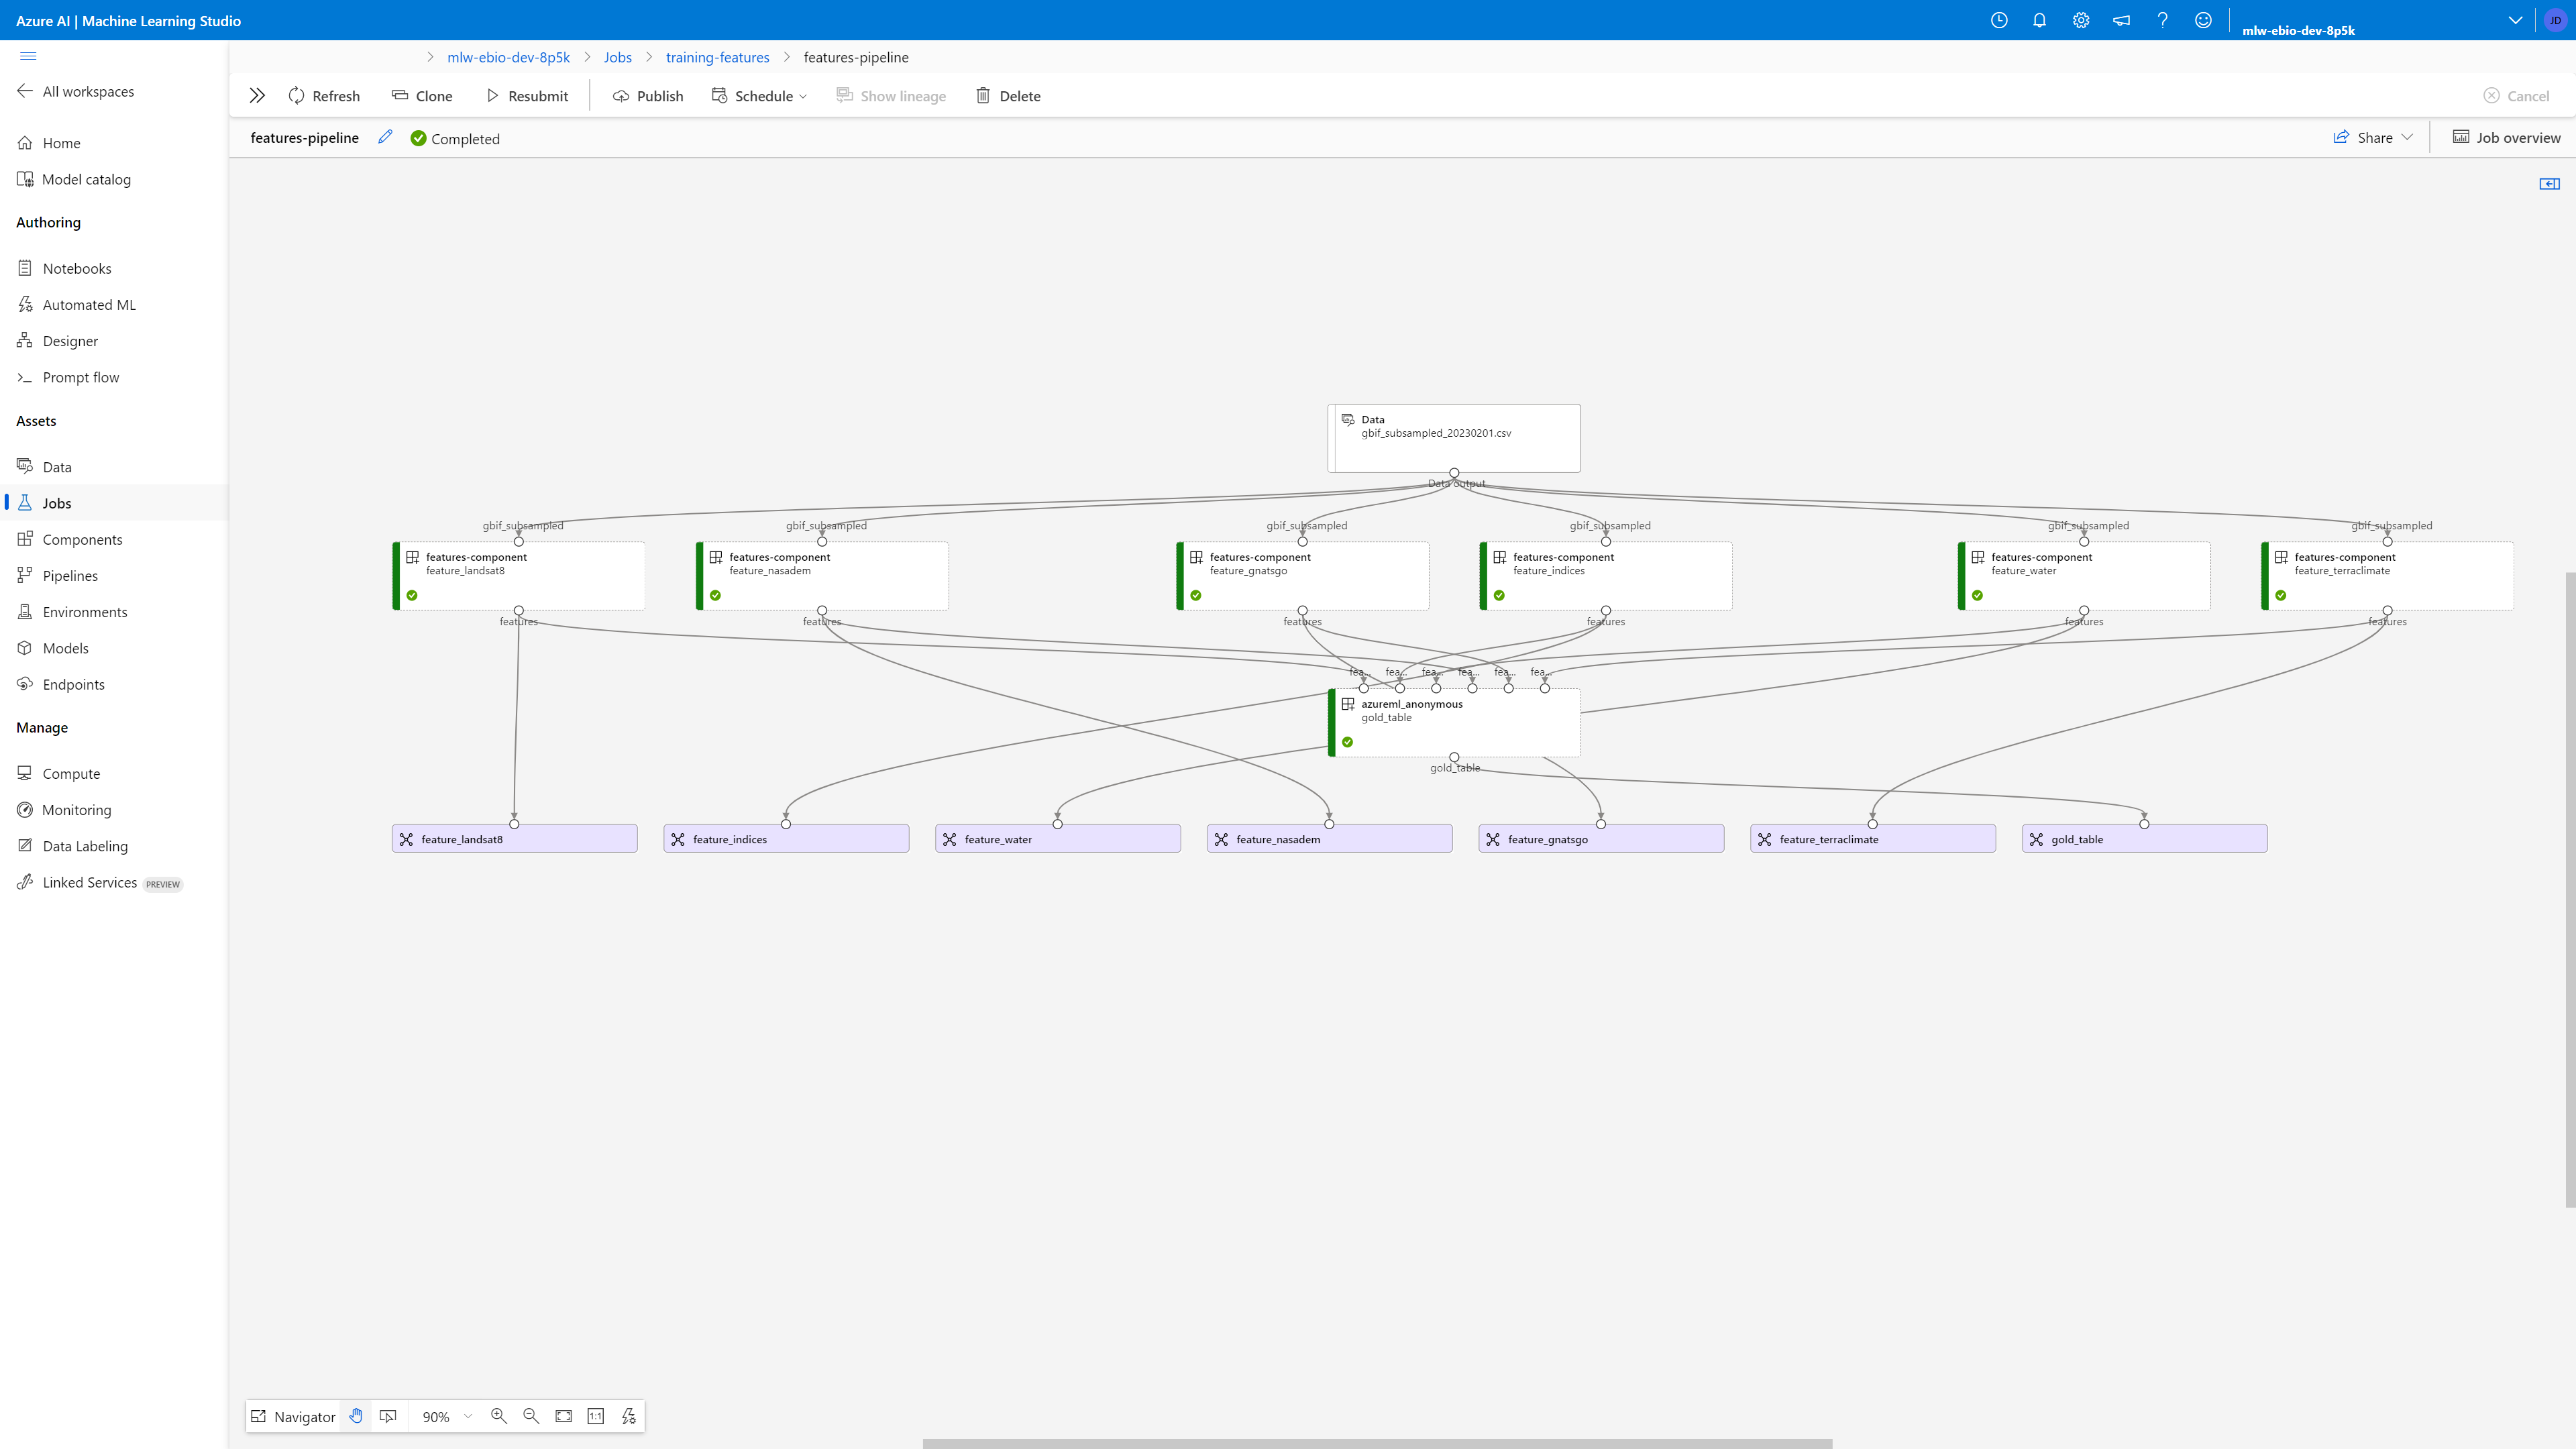 Azure AI | Machine Learning Studio
mlw-ebio-dev-8p5k
JD
mlw-ebio-dev-8p5k > Jobs > training-features > features-pipeline
All workspaces
Refresh Clone Resubmit Publish Schedule Show lineage Delete Cancel
features-pipeline Completed Share Job overview
Home
Model catalog
Authoring
Notebooks
Automated ML
Designer
Prompt flow
Assets
Data
Jobs
Components
Pipelines
Environments
Models
Endpoints
Manage
Compute
Monitoring
Data Labeling
Linked Services PREVIEW
Data
gbif_subsampled_20230201.csv
Data output
gbif_subsampled gbif_subsampled gbif_subsampled gbif_subsampled gbif_subsampled gbif_subsampled
features-component features-component features-component features-component features-component features-component
feature_landsat8 feature_nasadem feature_gnatsgo feature_indices feature_water feature_terraclimate
features features features features features features
fea... fea... fea... fea... fea... fea...
azureml_anonymous
gold_table
gold_table
feature_landsat8 feature_indices feature_water feature_nasadem feature_gnatsgo feature_terraclimate gold_table
Navigator 90% 1:1